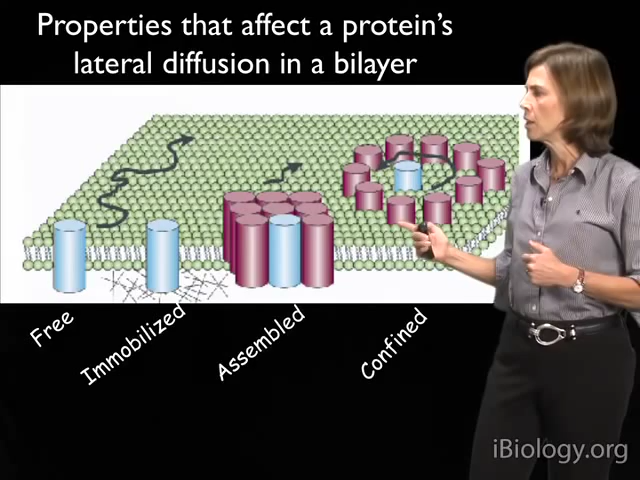 Properties that affect a protein's
lateral diffusion in a bilayer
Free
Immobilized
Assembled
Confined
iBiology.org